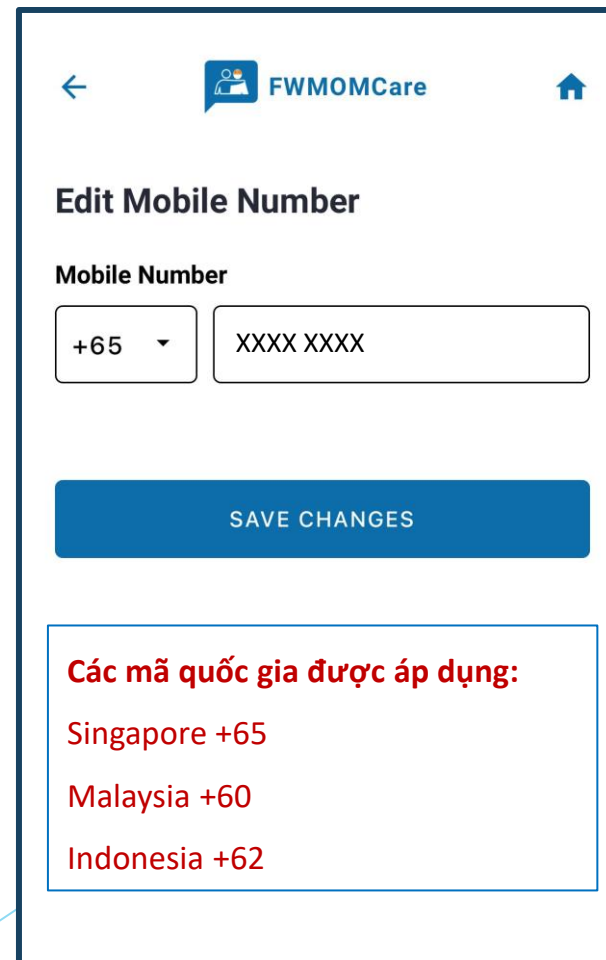 FWMOMCare
Edit Mobile Number
Mobile Number
+65 XXXX XXXX
SAVE CHANGES
Các mã quốc gia được áp dụng:
Singapore +65
Malaysia +60
Indonesia +62